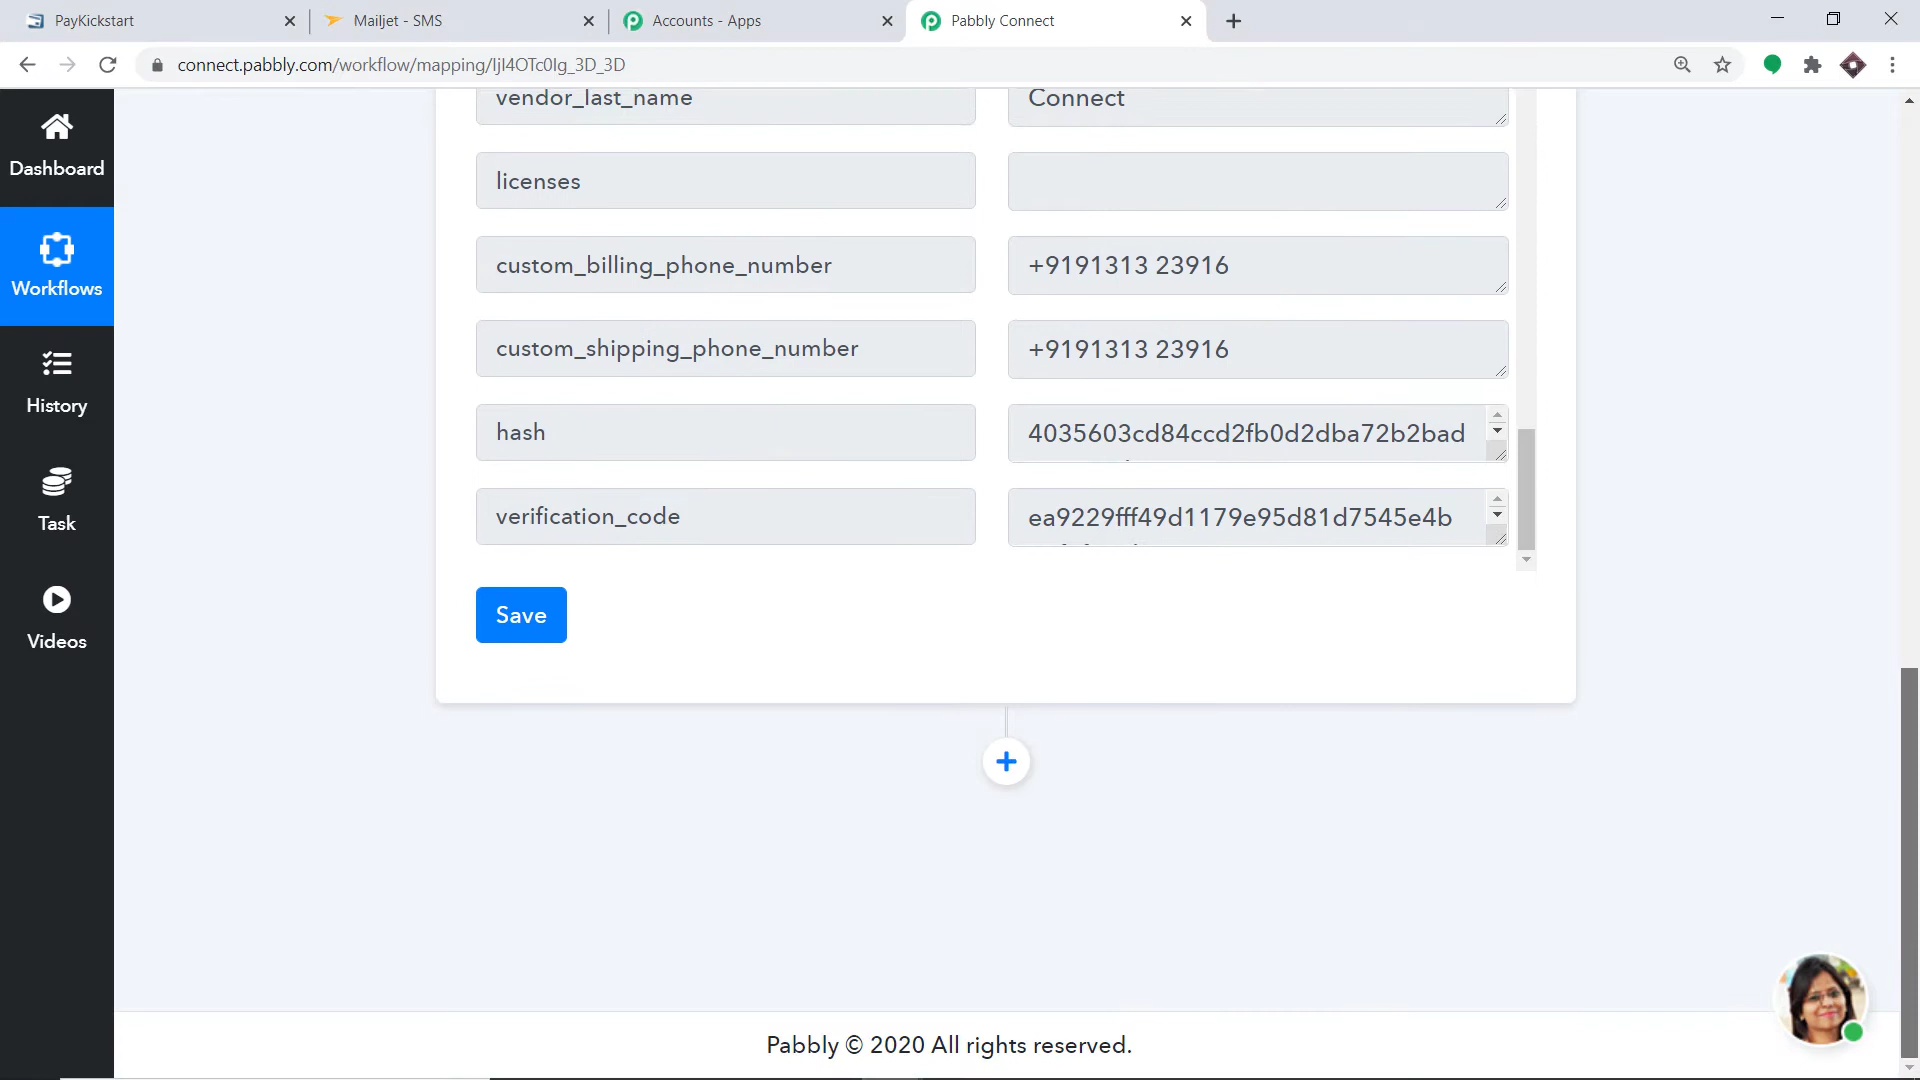 PayKickstart
Mailjet - SMS
Accounts - Apps
Pabbly Connect
connect.pabbly.com/workflow/mapping/IjI4OTc0Ig_3D_3D
Dashboard
Workflows
History
Task
Videos
vendor_last_name
Connect
licenses
custom_billing_phone_number
+9191313 23916
custom_shipping_phone_number
+9191313 23916
hash
4035603cd84ccd2fb0d2dba72b2bad
verification_code
ea9229fff49d1179e95d81d7545e4b
Save
Pabbly © 2020 All rights reserved.